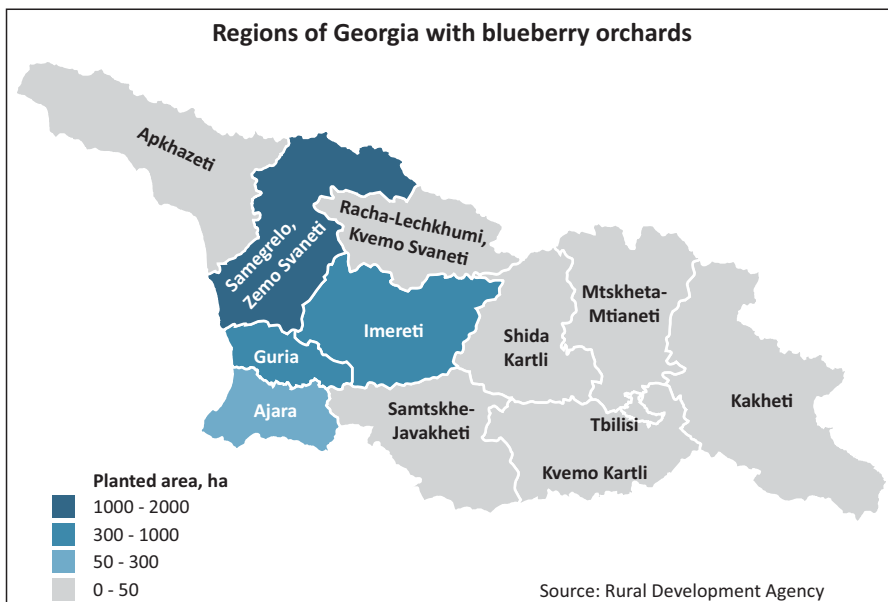 Regions of Georgia with blueberry orchards
Apkhazeti
Samegrelo,
Zemo Svaneti
Racha-Lechkhumi,
Kvemo Svaneti
Mtskheta-
Mtianeti
Imereti
Shida
Kartli
Guria
Kakheti
Ajara
Samtskhe-
Javakheti
Tbilisi
Kvemo Kartli
Planted area, ha
1000 - 2000
300 - 1000
50 - 300
0 - 50
Source: Rural Development Agency